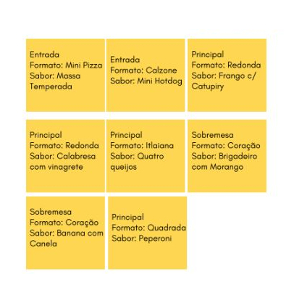 Entrada
Formato: Mini Pizza
Sabor: Massa
Temperada
Entrada
Formato: Calzone
Sabor: Mini Hotdog
Principal
Formato: Redonda
Sabor: Frango c/
Catupiry
Principal
Formato: Redonda
Sabor: Calabresa
com vinagrete
Principal
Formato: Itlaiana
Sabor: Quatro
queijos
Sobremesa
Formato: Coração
Sabor: Brigadeiro
com Morango
Sobremesa
Formato: Coração
Sabor: Banana com
Canela
Principal
Formato: Quadrada
Sabor: Peperoni